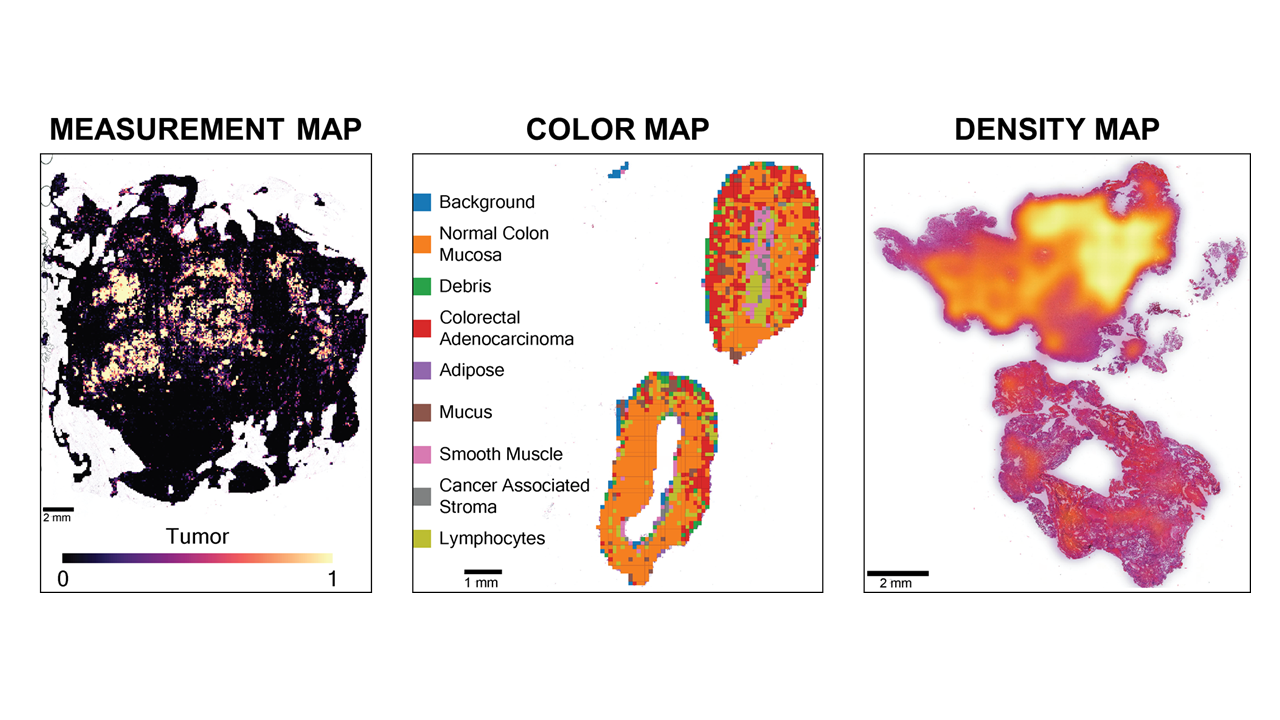 MEASUREMENT MAP
2 mm
Tumor
0
1
COLOR MAP
Background
Normal Colon
Mucosa
Debris
Colorectal
Adenocarcinoma
Adipose
Mucus
Smooth Muscle
Cancer Associated
Stroma
Lymphocytes
1 mm
DENSITY MAP
2 mm